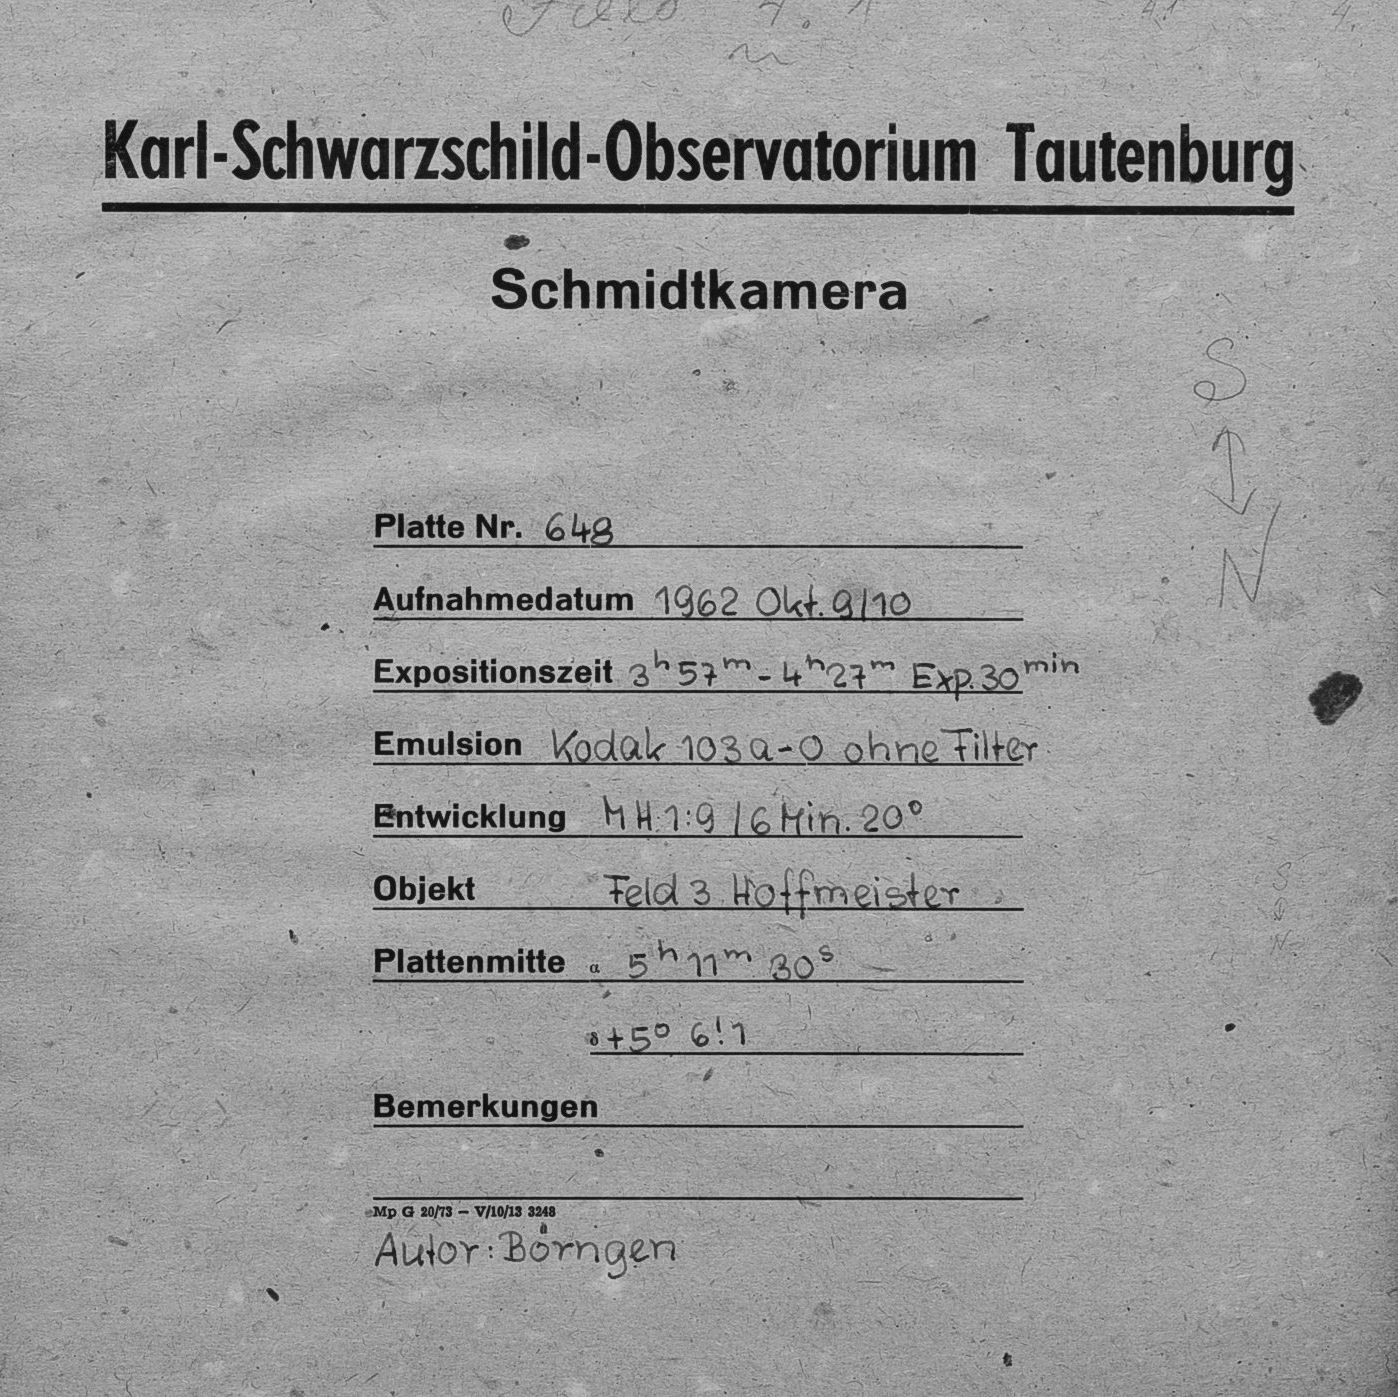 Karl-Schwarzschild-Observatorium Tautenburg
Schmidtkamera
S
N
Platte Nr. 648
Aufnahmedatum 1962 Okt. 9/10
Expositionszeit 3h 57m - 4h 27m Exp. 30min
Emulsion Kodak 103a-O ohne Filter
Entwicklung MH 1:9 / 6 Min. 20°
Objekt Feld 3 Hoffmeister
S
N
Plattenmitte α 5h 11m 30s
δ +5° 6!1
Bemerkungen
Mp G 20/73 — V/10/13 3248
Autor: Börngen